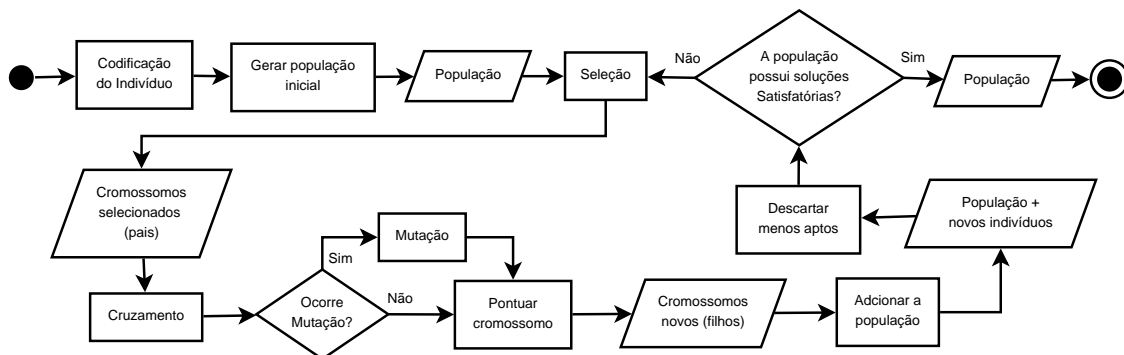 Codificação
do Indivíduo
Gerar população
inicial
População
Seleção
Não
A população
possui soluções
Satisfatórias?
Sim
População
Cromossomos
selecionados
(pais)
Cruzamento
Ocorre
Mutação?
Sim
Mutação
Não
Pontuar
cromossomo
Cromossomos
novos (filhos)
Adcionar a
população
População +
novos indivíduos
Descartar
menos aptos